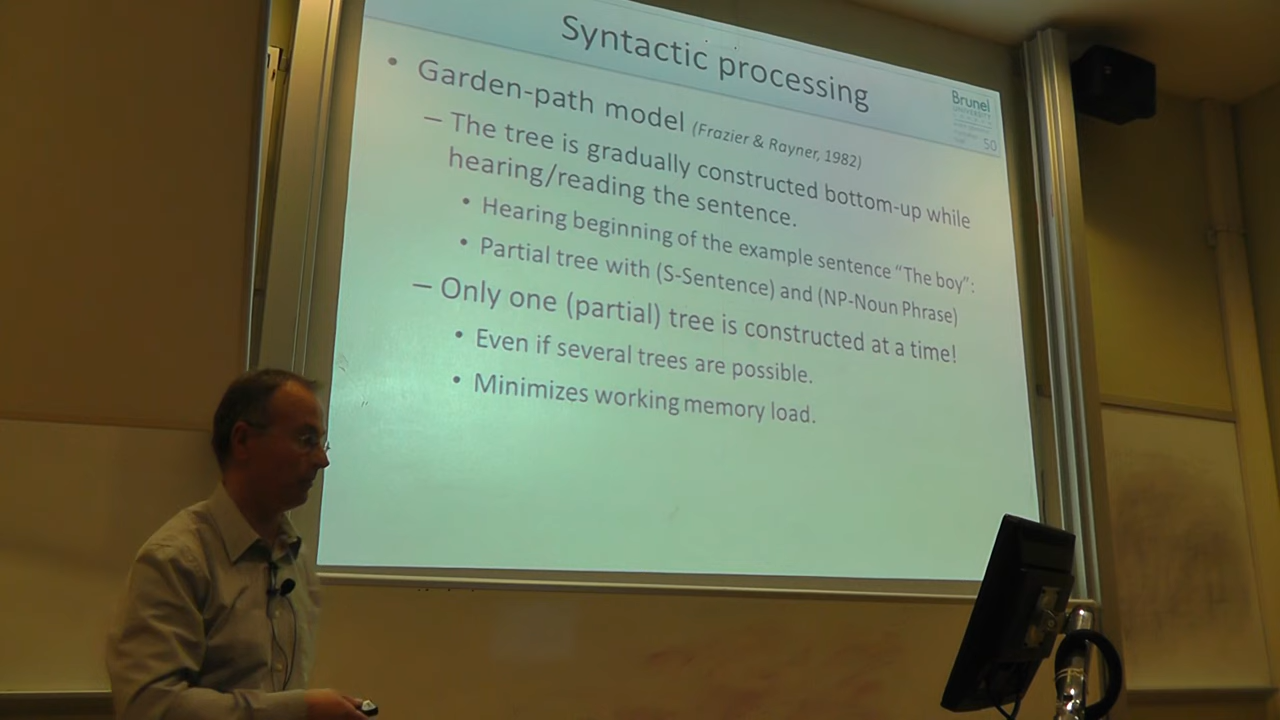 Syntactic processing
Brunel
UNIVERSITY
50
• Garden-path model (Frazier & Rayner, 1982)
– The tree is gradually constructed bottom-up while
hearing/reading the sentence.
• Hearing beginning of the example sentence “The boy”:
• Partial tree with (S-Sentence) and (NP-Noun Phrase)
– Only one (partial) tree is constructed at a time!
• Even if several trees are possible.
• Minimizes working memory load.